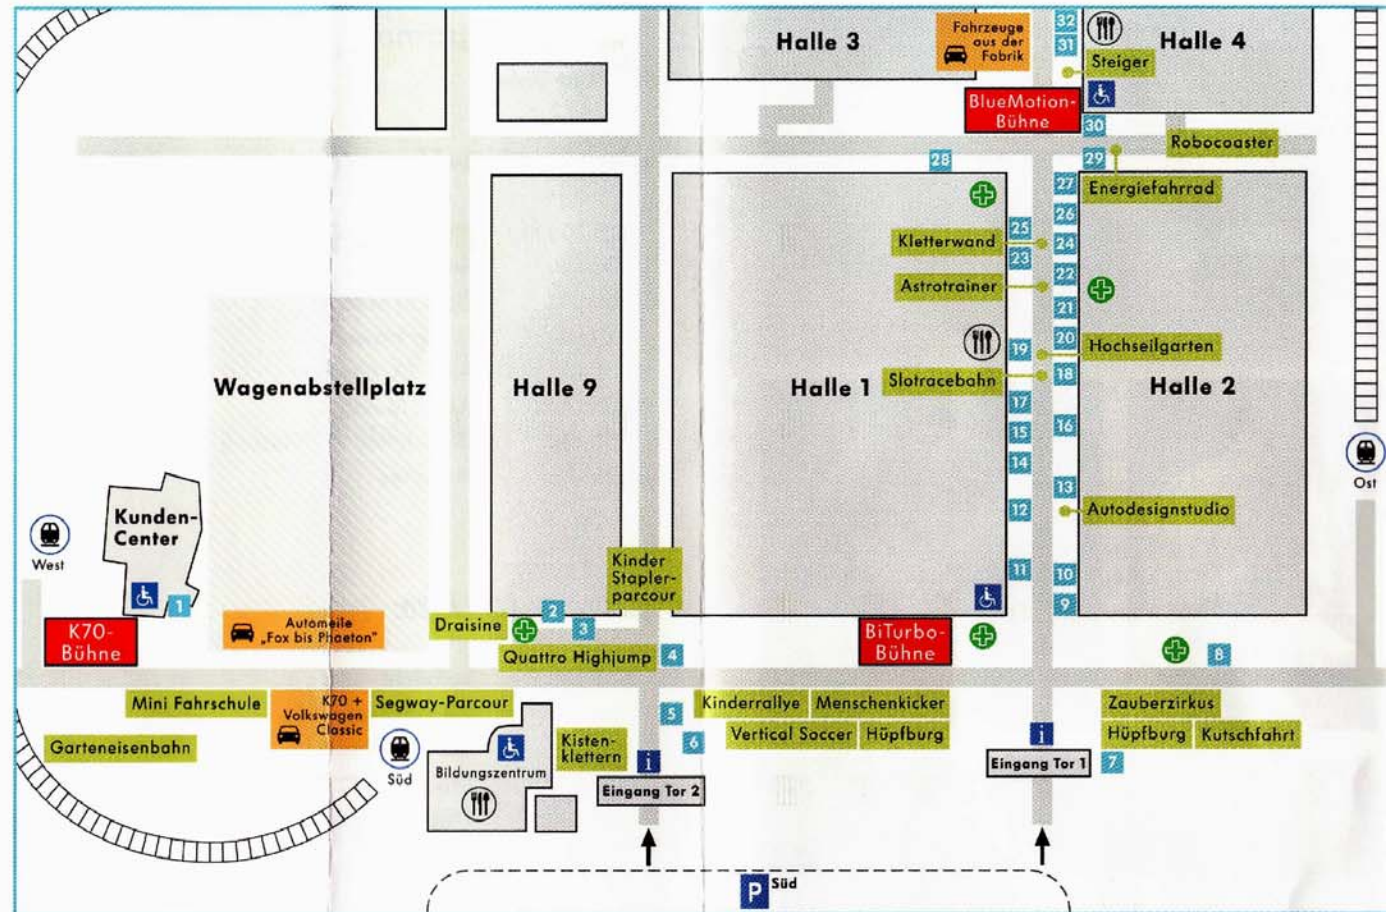 Halle 3
Fahrzeuge
aus der
Fabrik
32
31
Halle 4
Steiger
BlueMotion-
Bühne
30
Robocoaster
28
29
27
Energiefahrrad
26
25
Kletterwand
24
23
22
Astrotrainer
21
20
19
Hochseilgarten
Wagenabstellplatz
Halle 9
Halle 1
Slotracebahn
18
Halle 2
17
16
15
14
13
12
Autodesignstudio
Ost
Kunden-
Center
West
Kinder
Stapler-
parcour
11
10
9
1
K70-
Bühne
Automeile
„Fox bis Phaeton“
Draisine
2
3
Quattro Highjump
4
BiTurbo-
Bühne
8
Mini Fahrschule
K70 +
Volkswagen
Classic
Segway-Parcour
5
Kinderrallye
Menschenkicker
Zauberzirkus
Garteneisenbahn
Süd
Bildungszentrum
Kisten-
klettern
6
Vertical Soccer
Hüpfburg
i
i
Hüpfburg
Kutschfahrt
Eingang Tor 2
Eingang Tor 1
7
P Süd